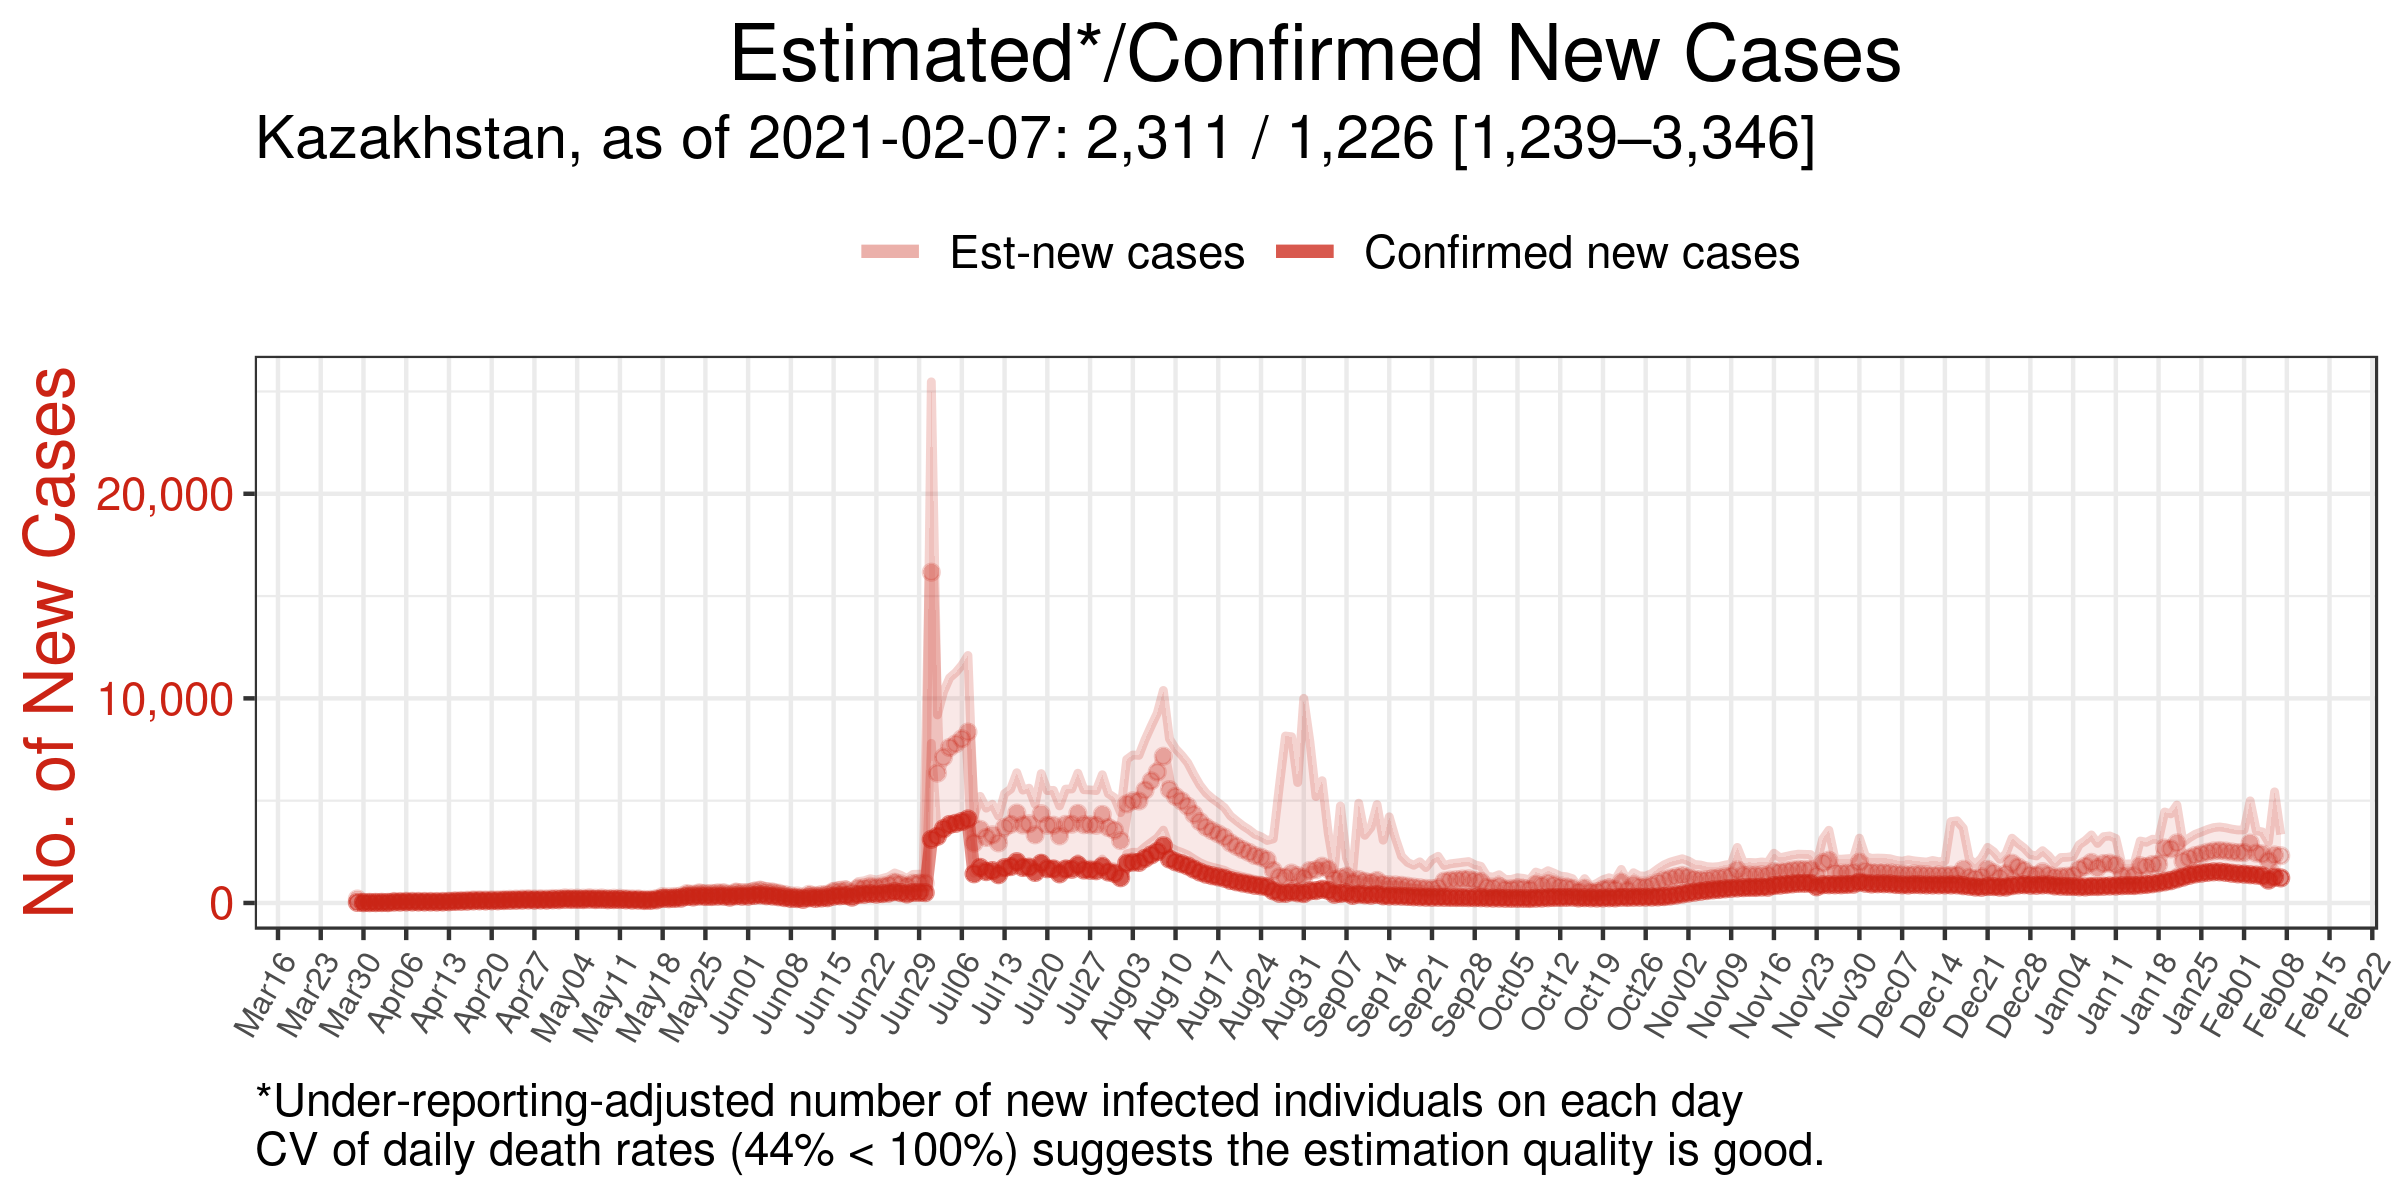 Estimated*/Confirmed New Cases
Kazakhstan, as of 2021-02-07: 2,311 / 1,226 [1,239–3,346]
Est-new cases Confirmed new cases
No. of New Cases
20,000
10,000
0
Mar16 Mar23 Mar30 Apr06 Apr13 Apr20 Apr27 May04 May11 May18 May25 Jun01 Jun08 Jun15 Jun22 Jun29 Jul06 Jul13 Jul20 Jul27 Aug03 Aug10 Aug17 Aug24 Aug31 Sep07 Sep14 Sep21 Sep28 Oct05 Oct12 Oct19 Oct26 Nov02 Nov09 Nov16 Nov23 Nov30 Dec07 Dec14 Dec21 Dec28 Jan04 Jan11 Jan18 Jan25 Feb01 Feb08 Feb15 Feb22
*Under-reporting-adjusted number of new infected individuals on each day
CV of daily death rates (44% < 100%) suggests the estimation quality is good.